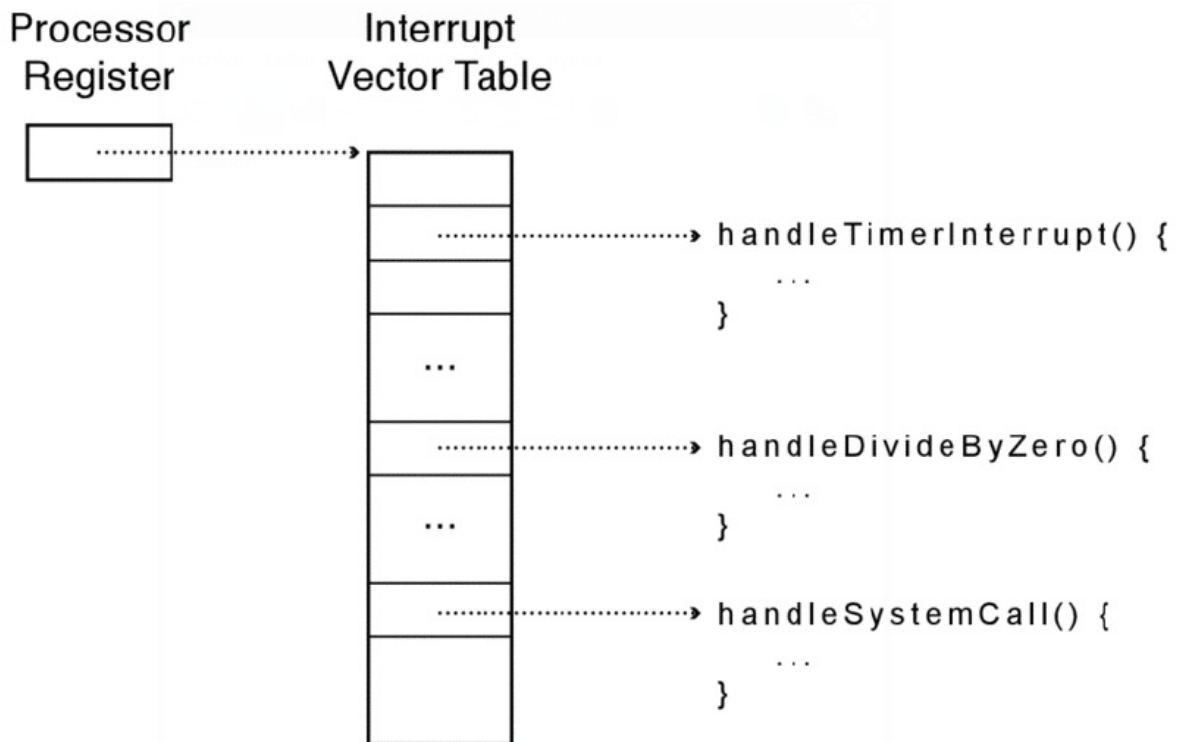 Processor
Register
Interrupt
Vector Table
handleTimerInterrupt() {
...
}
...
handleDivideByZero() {
...
}
...
handleSystemCall() {
...
}